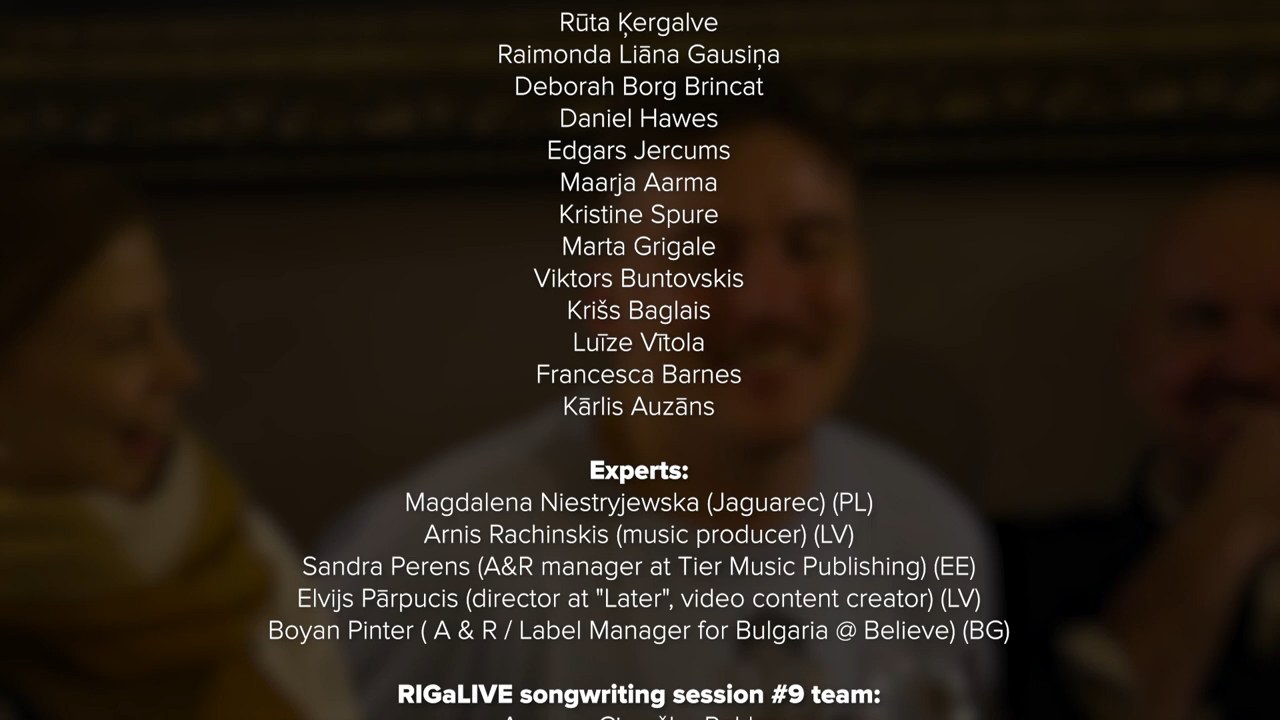 Rūta Ķergalve
Raimonda Liāna Gausiņa
Deborah Borg Brincat
Daniel Hawes
Edgars Jercums
Maarja Aarma
Kristine Spure
Marta Grigale
Viktors Buntovskis
Krišs Baglais
Luīze Vītola
Francesca Barnes
Kārlis Auzāns
Experts:
Magdalena Niestryjewska (Jaguarec) (PL)
Arnis Rachinskis (music producer) (LV)
Sandra Perens (A&R manager at Tier Music Publishing) (EE)
Elvijs Pārpucis (director at "Later", video content creator) (LV)
Boyan Pinter ( A & R / Label Manager for Bulgaria @ Believe) (BG)
RIGaLIVE songwriting session #9 team: